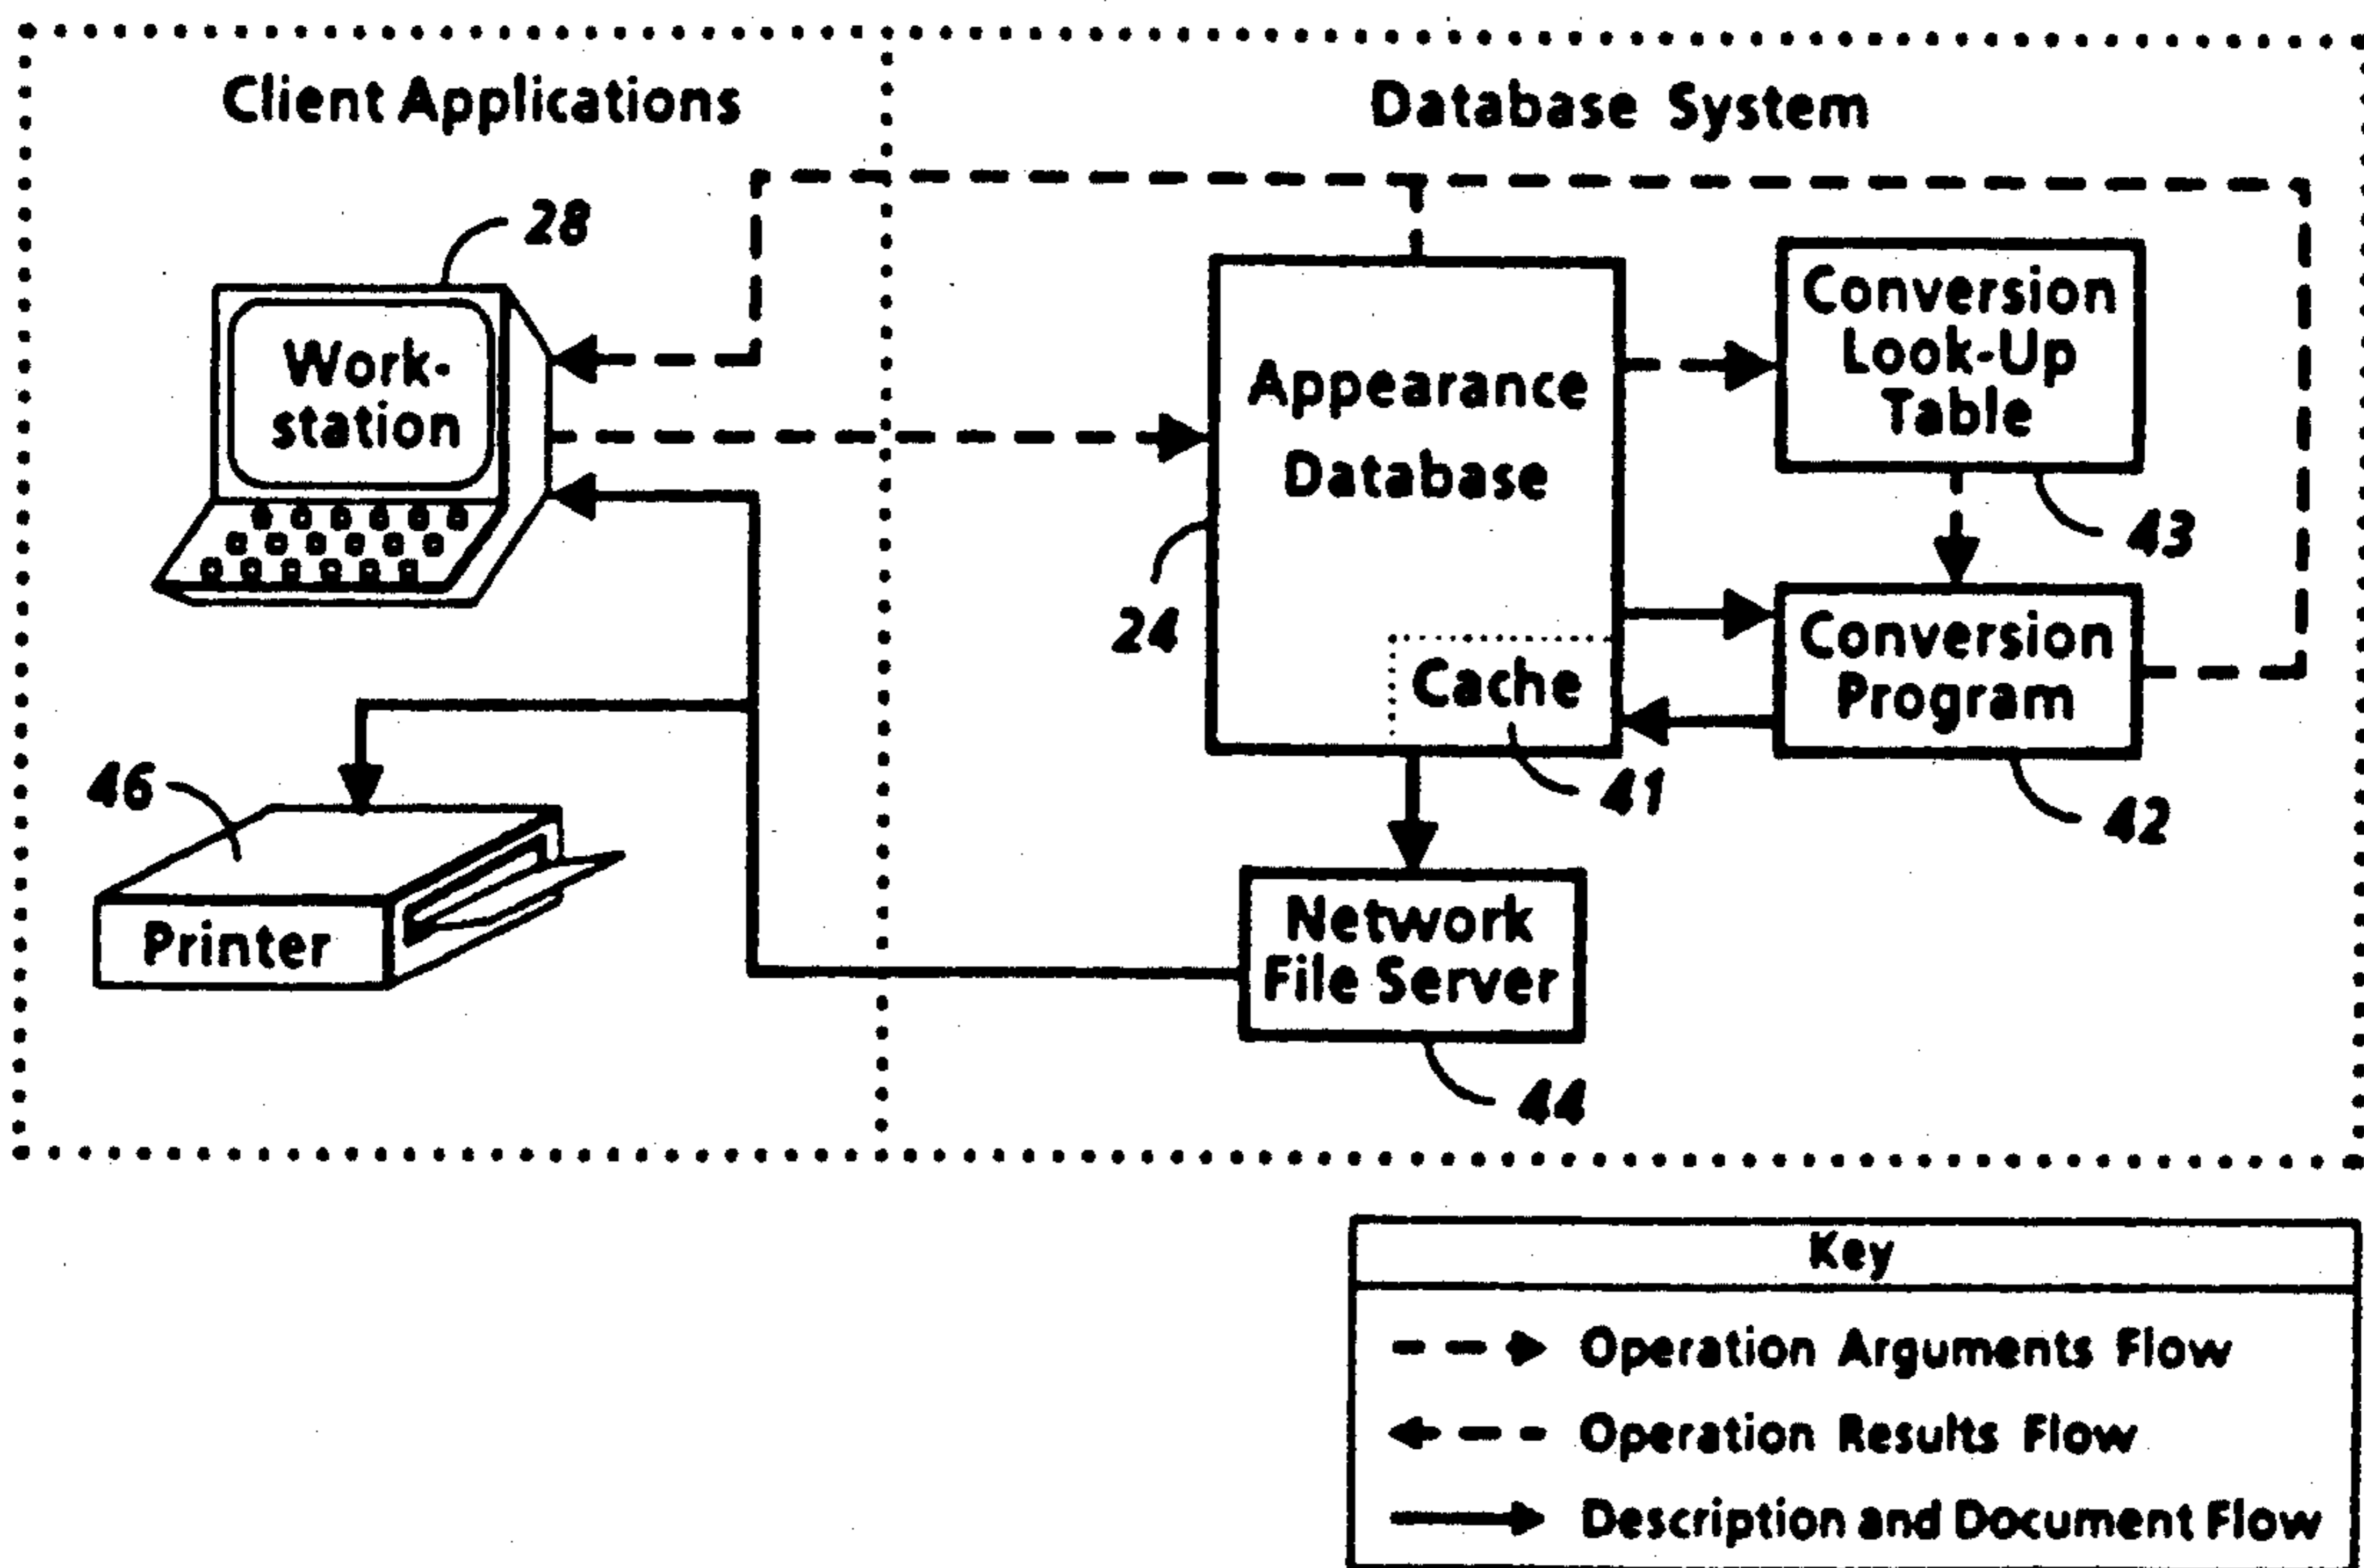 Client Applications
Database System
28
Work-
station
Appearance
Database
Conversion
Look-Up
Table
43
24
Cache
Conversion
Program
41
42
46
Printer
Network
File Server
44
Key
Operation Arguments Flow
Operation Results Flow
Description and Document Flow